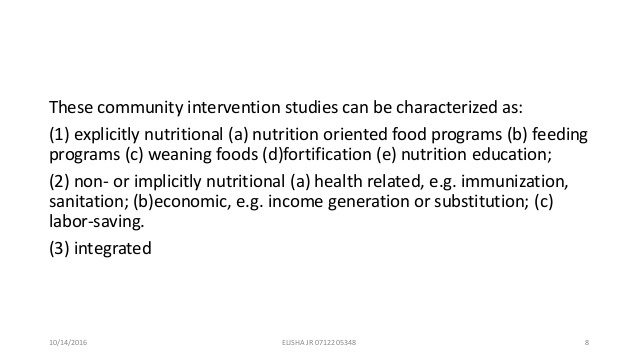 These community intervention studies can be characterized as:
(1) explicitly nutritional (a) nutrition oriented food programs (b) feeding
programs (c) weaning foods (d)fortification (e) nutrition education;
(2) non- or implicitly nutritional (a) health related, e.g. immunization,
sanitation; (b)economic, e.g. income generation or substitution; (c)
labor-saving.
(3) integrated
10/14/2016 ELISHA JR 0712205348 8